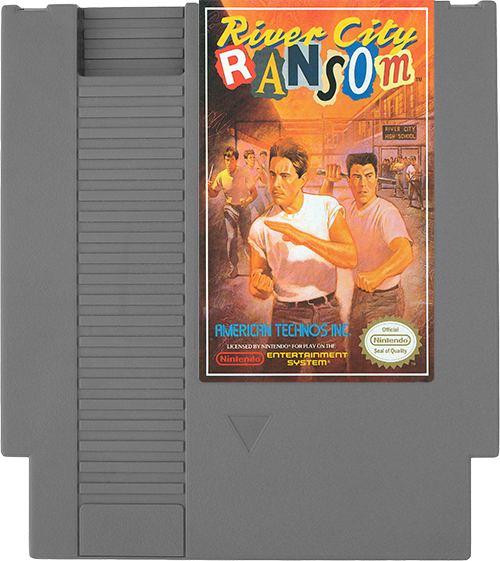 River City
RANSOM™
RIVER CITY
HIGH SCHOOL
AMERICAN TECHNOS INC.
LICENSED BY NINTENDO® FOR PLAY ON THE
Nintendo
ENTERTAINMENT
SYSTEM®
Official
Nintendo
Seal of Quality